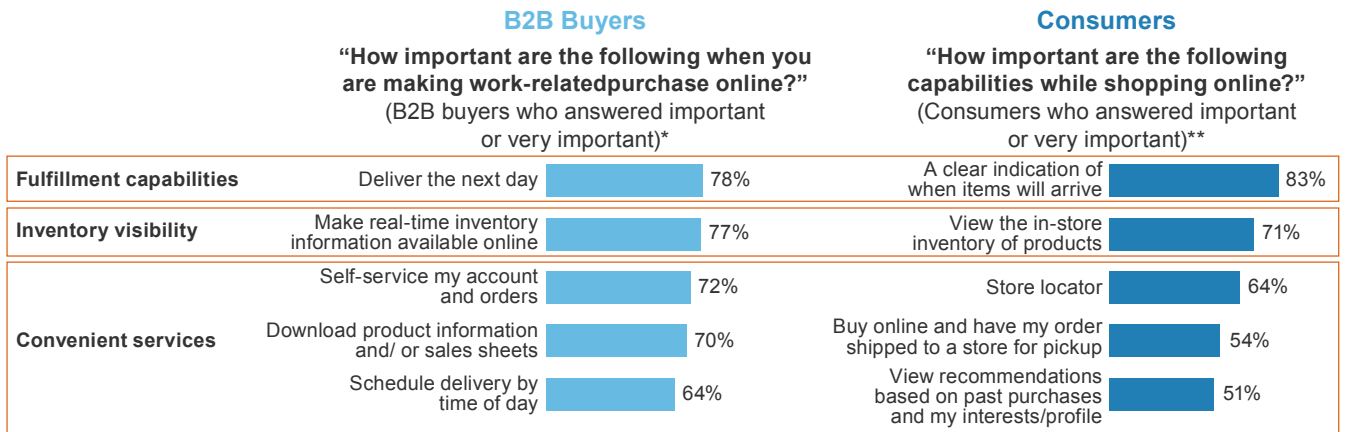 B2B Buyers
“How important are the following when you
are making work-relatedpurchase online?”
(B2B buyers who answered important
or very important)*
Consumers
“How important are the following
capabilities while shopping online?”
(Consumers who answered important
or very important)**
Fulfillment capabilities
Deliver the next day
78%
A clear indication of
when items will arrive
83%
Inventory visibility
Make real-time inventory
information available online
77%
View the in-store
inventory of products
71%
Convenient services
Self-service my account
and orders
72%
Store locator
64%
Download product information
and/ or sales sheets
70%
Buy online and have my order
shipped to a store for pickup
54%
Schedule delivery by
time of day
64%
View recommendations
based on past purchases
and my interests/profile
51%